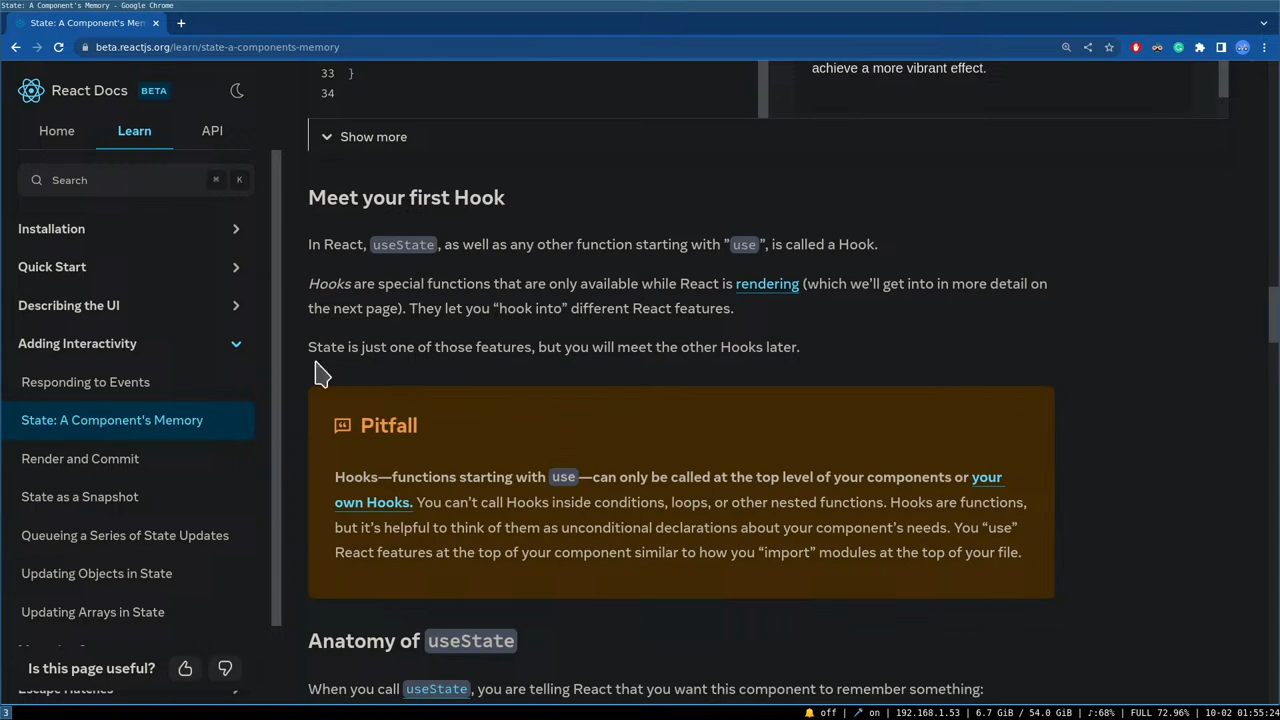 State: A Component's Memory - Google Chrome
State: A Component's Mem
beta.reactjs.org/learn/state-a-components-memory
React Docs BETA
Home Learn API
Search ⌘ K
Installation
Quick Start
Describing the UI
Adding Interactivity
Responding to Events
State: A Component's Memory
Render and Commit
State as a Snapshot
Queueing a Series of State Updates
Updating Objects in State
Updating Arrays in State
Is this page useful?
Escape Hatches
33 }
34
achieve a more vibrant effect.
Show more
Meet your first Hook
In React, useState, as well as any other function starting with ”use”, is called a Hook.
Hooks are special functions that are only available while React is rendering (which we’ll get into in more detail on
the next page). They let you “hook into” different React features.
State is just one of those features, but you will meet the other Hooks later.
Pitfall
Hooks—functions starting with use—can only be called at the top level of your components or your
own Hooks. You can’t call Hooks inside conditions, loops, or other nested functions. Hooks are functions,
but it’s helpful to think of them as unconditional declarations about your component’s needs. You “use”
React features at the top of your component similar to how you “import” modules at the top of your file.
Anatomy of useState
When you call useState, you are telling React that you want this component to remember something:
3
off | on | 192.168.1.53 | 6.7 GiB / 54.0 GiB | ♪:68% | FULL 72.96% | 10-02 01:55:24